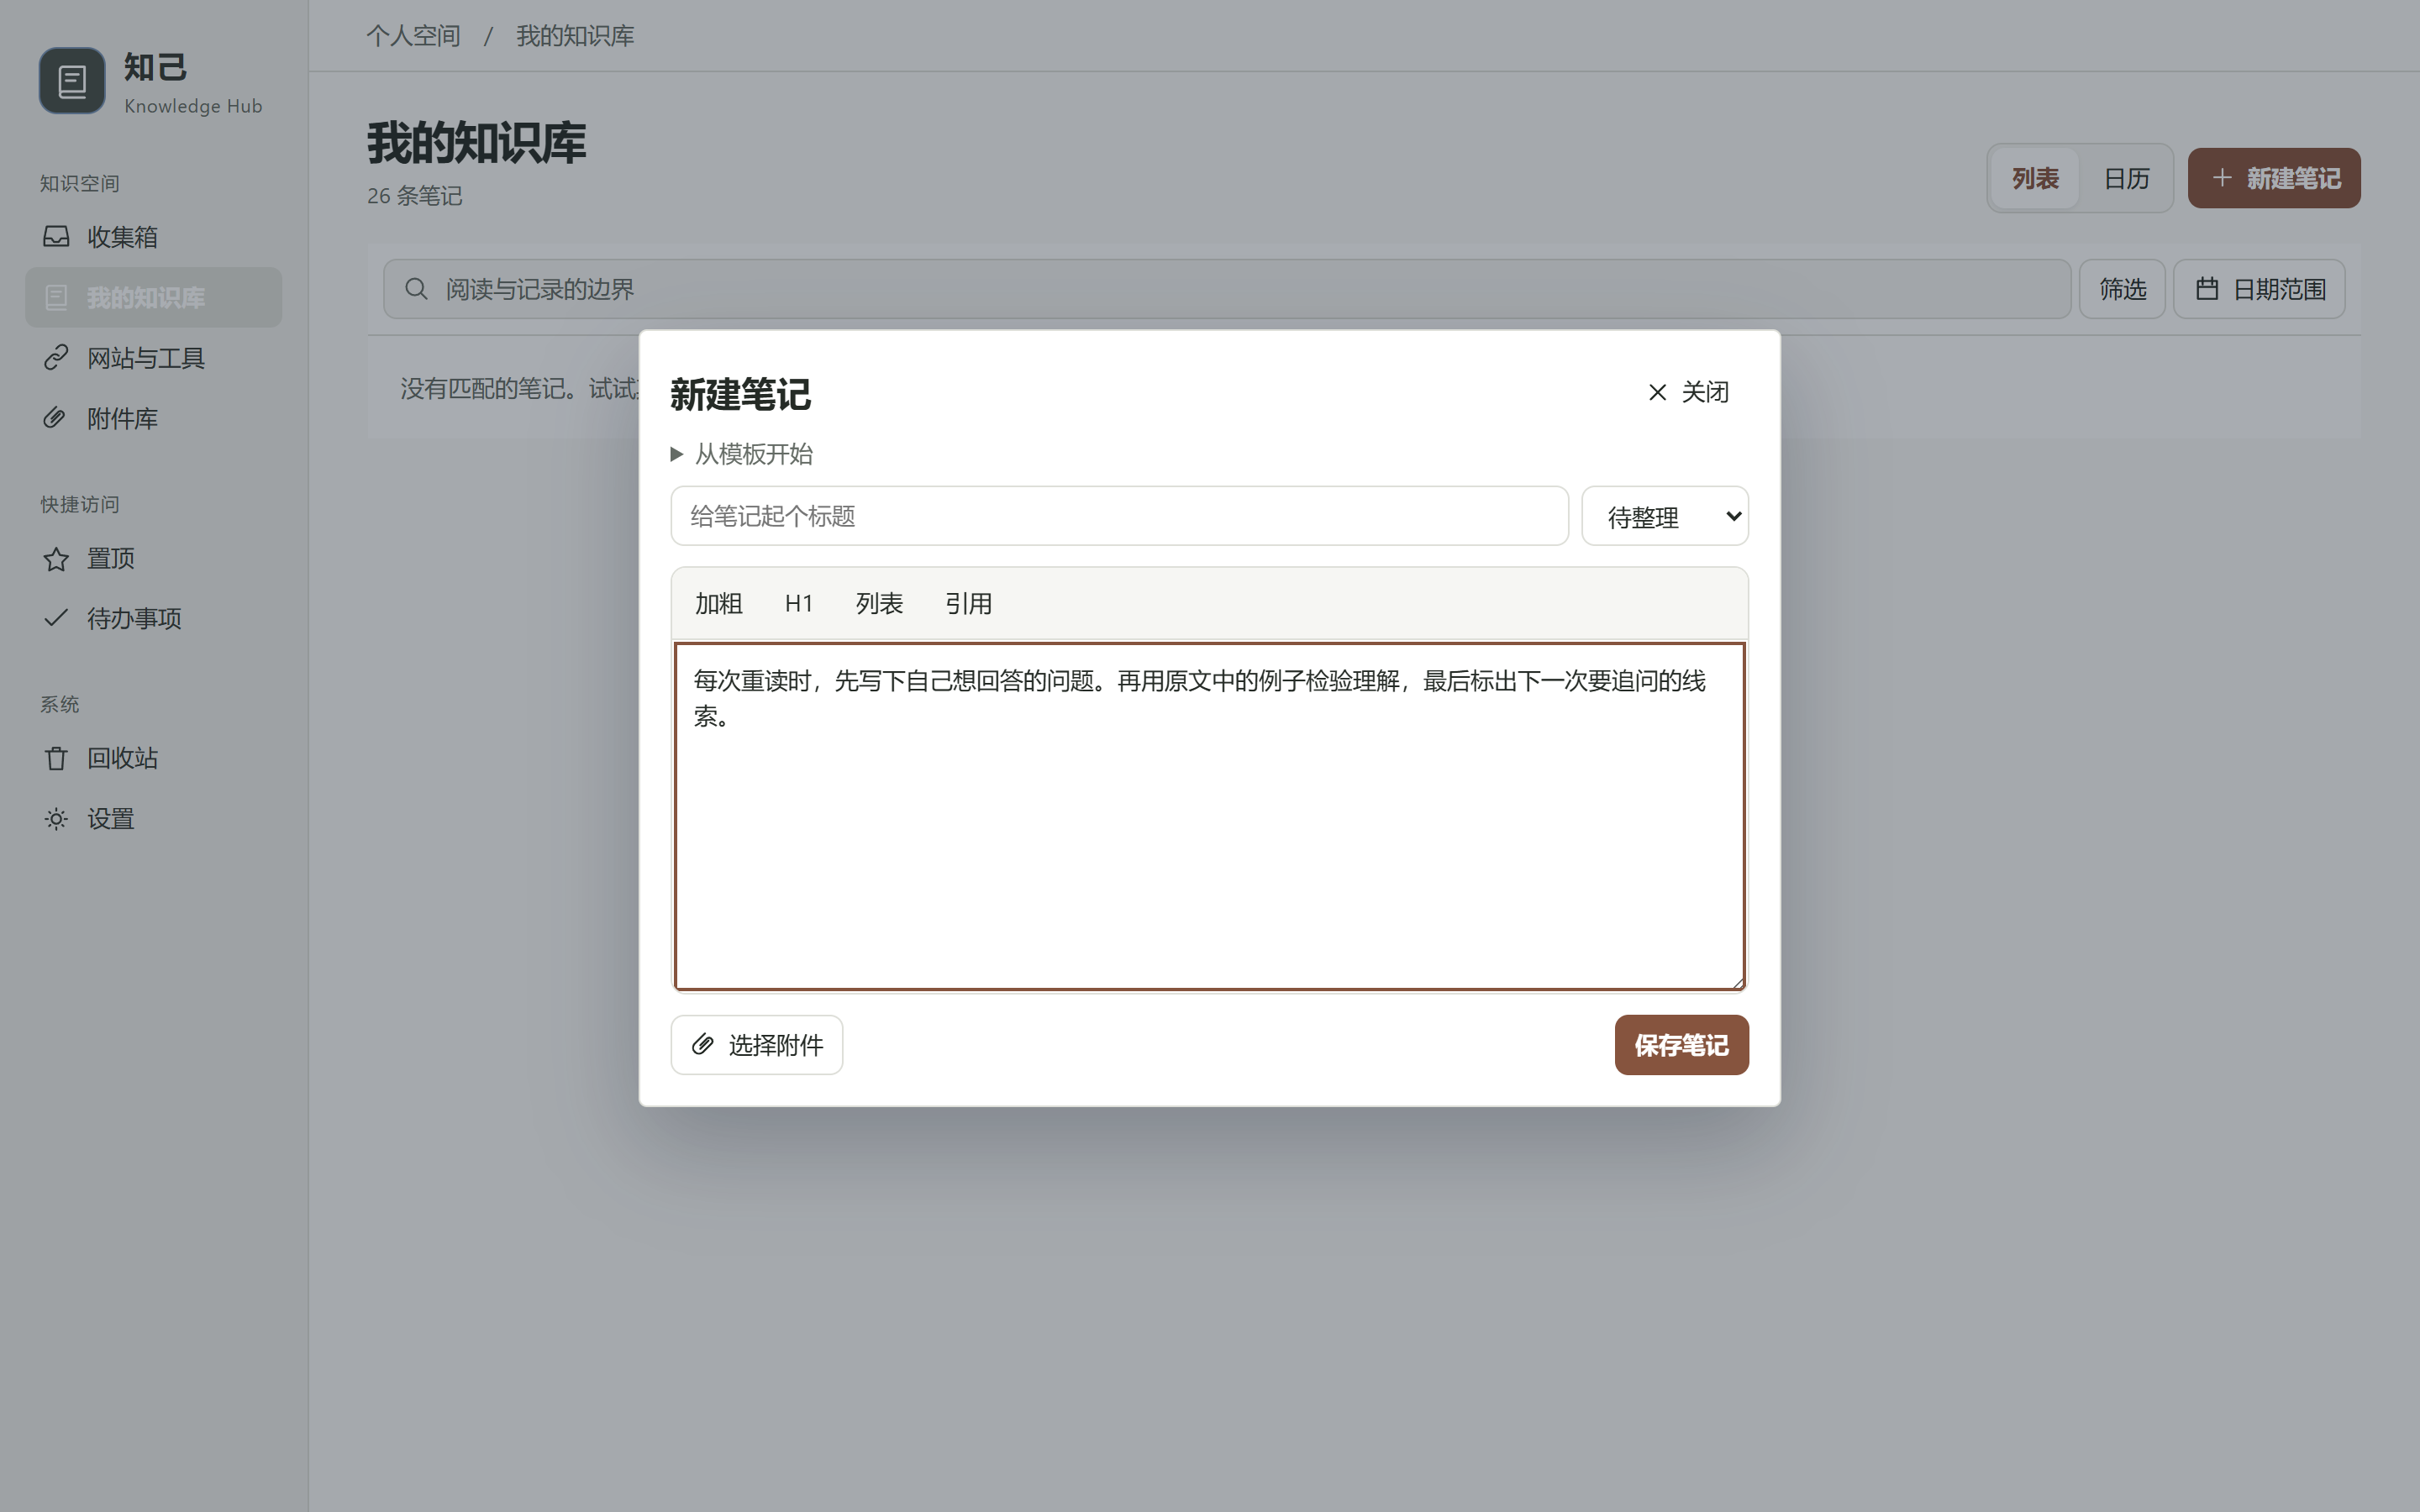 知己
Knowledge Hub
知识空间
收集箱
我的知识库
网站与工具
附件库
快捷访问
置顶
待办事项
系统
回收站
设置
个人空间 / 我的知识库
我的知识库
26 条笔记
列表
日历
新建笔记
阅读与记录的边界
筛选
日期范围
没有匹配的笔记。试试
新建笔记
关闭
从模板开始
给笔记起个标题
待整理
加粗 H1 列表 引用
每次重读时，先写下自己想回答的问题。再用原文中的例子检验理解，最后标出下一次要追问的线
索。
选择附件
保存笔记